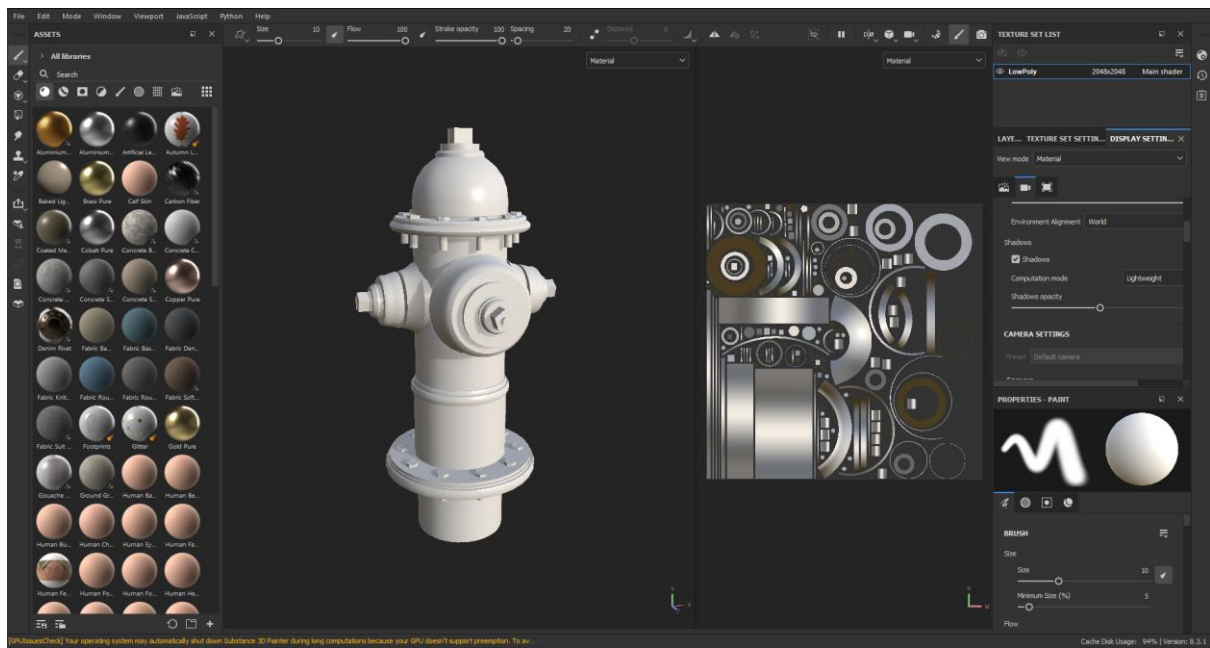 File Edit Mode Window Viewport JavaScript Python Help
ASSETS
Size 10 Flow 100 Stroke opacity 100 Spacing 20 Distance 8
All libraries
Search
Material
Material
Aluminium... Aluminium... Artificial Le... Autumn L...
Baked Lig... Brass Pure Calf Skin Carbon Fiber
Coated Me... Cobalt Pure Concrete B... Concrete C...
Concrete ... Concrete S... Concrete S... Copper Pure
Denim Rivet Fabric Ba... Fabric Bas... Fabric Den...
Fabric Knit... Fabric Rou... Fabric Rou... Fabric Soft...
Fabric Suit ... Footprints Glitter Gold Pure
Gouache ... Ground Gr... Human Ba... Human Be...
Human Bu... Human Ch... Human Ey... Human Fa...
Human Fe... Human Fo... Human Fo... Human He...
TEXTURE SET LIST
LowPoly 2048x2048 Main shader
LAYE... TEXTURE SET SETTIN... DISPLAY SETTIN...
View mode Material
Environment Alignment World
Shadows
Shadows
Computation mode Lightweight
Shadows opacity
CAMERA SETTINGS
Preset Default camera
PROPERTIES - PAINT
BRUSH
Size
Size 10
Minimum Size (%) 5
Flow
[GPUIssuesCheck] Your operating system may automatically shut down Substance 3D Painter during long computations because your GPU doesn't support preemption. To av...
Cache Disk Usage: 94% | Version: 8.3.1